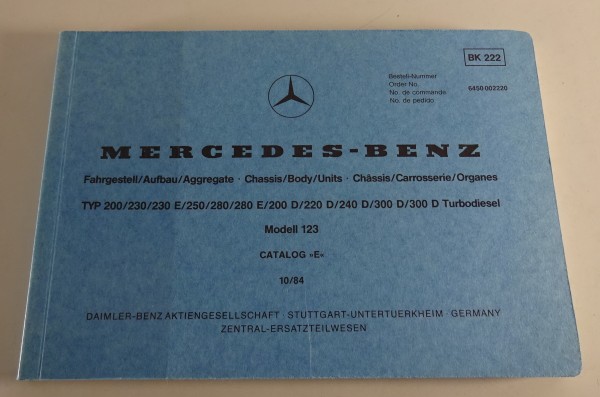 BK 222
Bestell-Nummer
Order No.
No. de commande 6450 002220
No. de pedido
MERCEDES-BENZ
Fahrgestell/Aufbau/Aggregate · Chassis/Body/Units · Châssis/Carrosserie/Organes
TYP 200/230/230 E/250/280/280 E/200 D/220 D/240 D/300 D/300 D Turbodiesel
Modell 123
CATALOG »E«
10/84
DAIMLER-BENZ AKTIENGESELLSCHAFT STUTTGART-UNTERTUERKHEIM GERMANY
ZENTRAL-ERSATZTEILWESEN